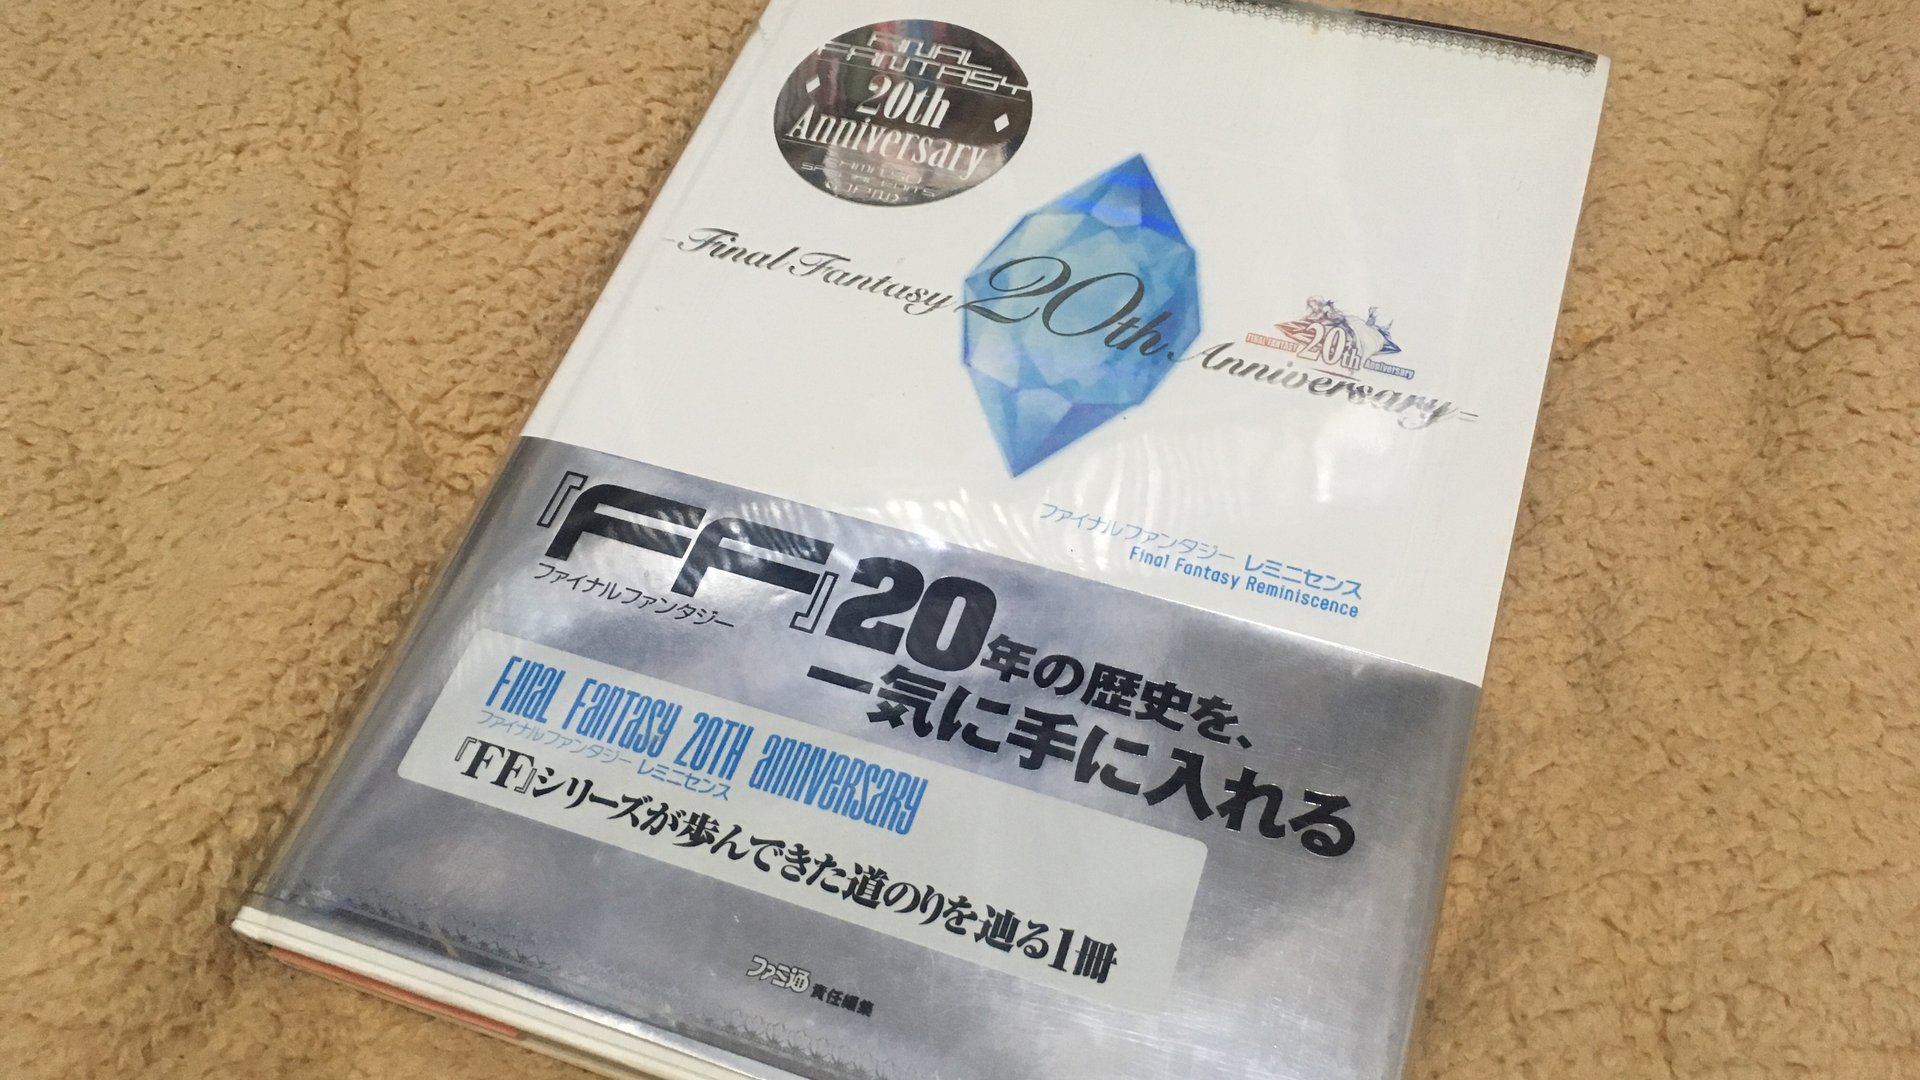 FINAL
FANTASY
20th
Anniversary
-Final Fantasy 20th Anniversary-
FINAL FANTASY 20th Anniversary
ファイナルファンタジー レミニセンス
Final Fantasy Reminiscence
『FF』20年の歴史を、
ファイナルファンタジー
一気に手に入れる
FINAL FANTASY 20TH ANNIVERSARY
ファイナルファンタジー レミニセンス
『FF』シリーズが歩んできた道のりを辿る1冊
ファミ通 責任編集